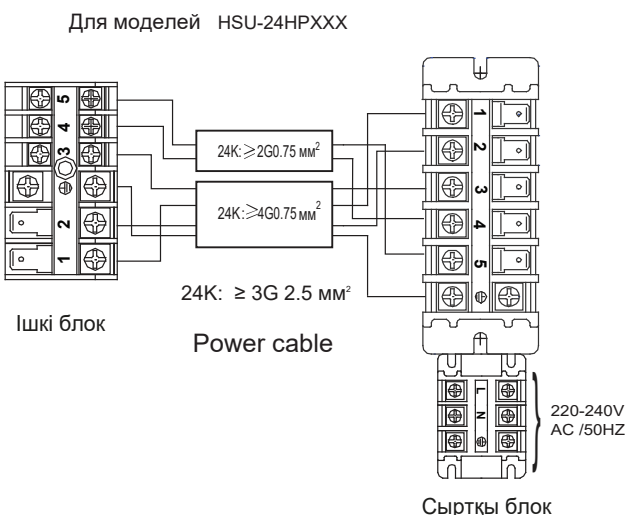 Для моделей HSU-24HPXXX
5
4
3
2
1
24K:≥2G0.75 мм²
24K:≥4G0.75 мм²
24K: ≥ 3G 2.5 мм²
Power cable
Ішкі блок
1
2
3
4
5
L
N
220-240V
AC /50HZ
Сыртқы блок